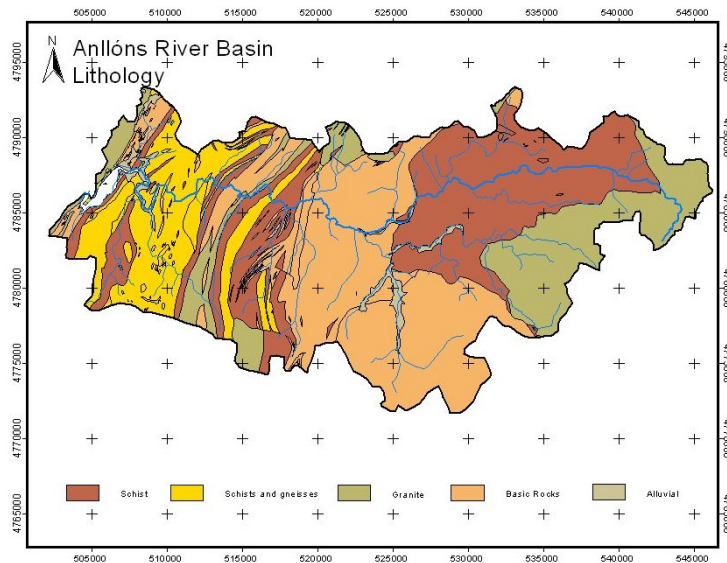 505000 510000 515000 520000 525000 530000 535000 540000 545000
N
Anllóns River Basin
Lithology
4795000
4790000
4785000
4780000
4775000
4770000
4765000
Schist Schists and gneisses Granite Basic Rocks Alluvial
505000 510000 515000 520000 525000 530000 535000 540000 545000